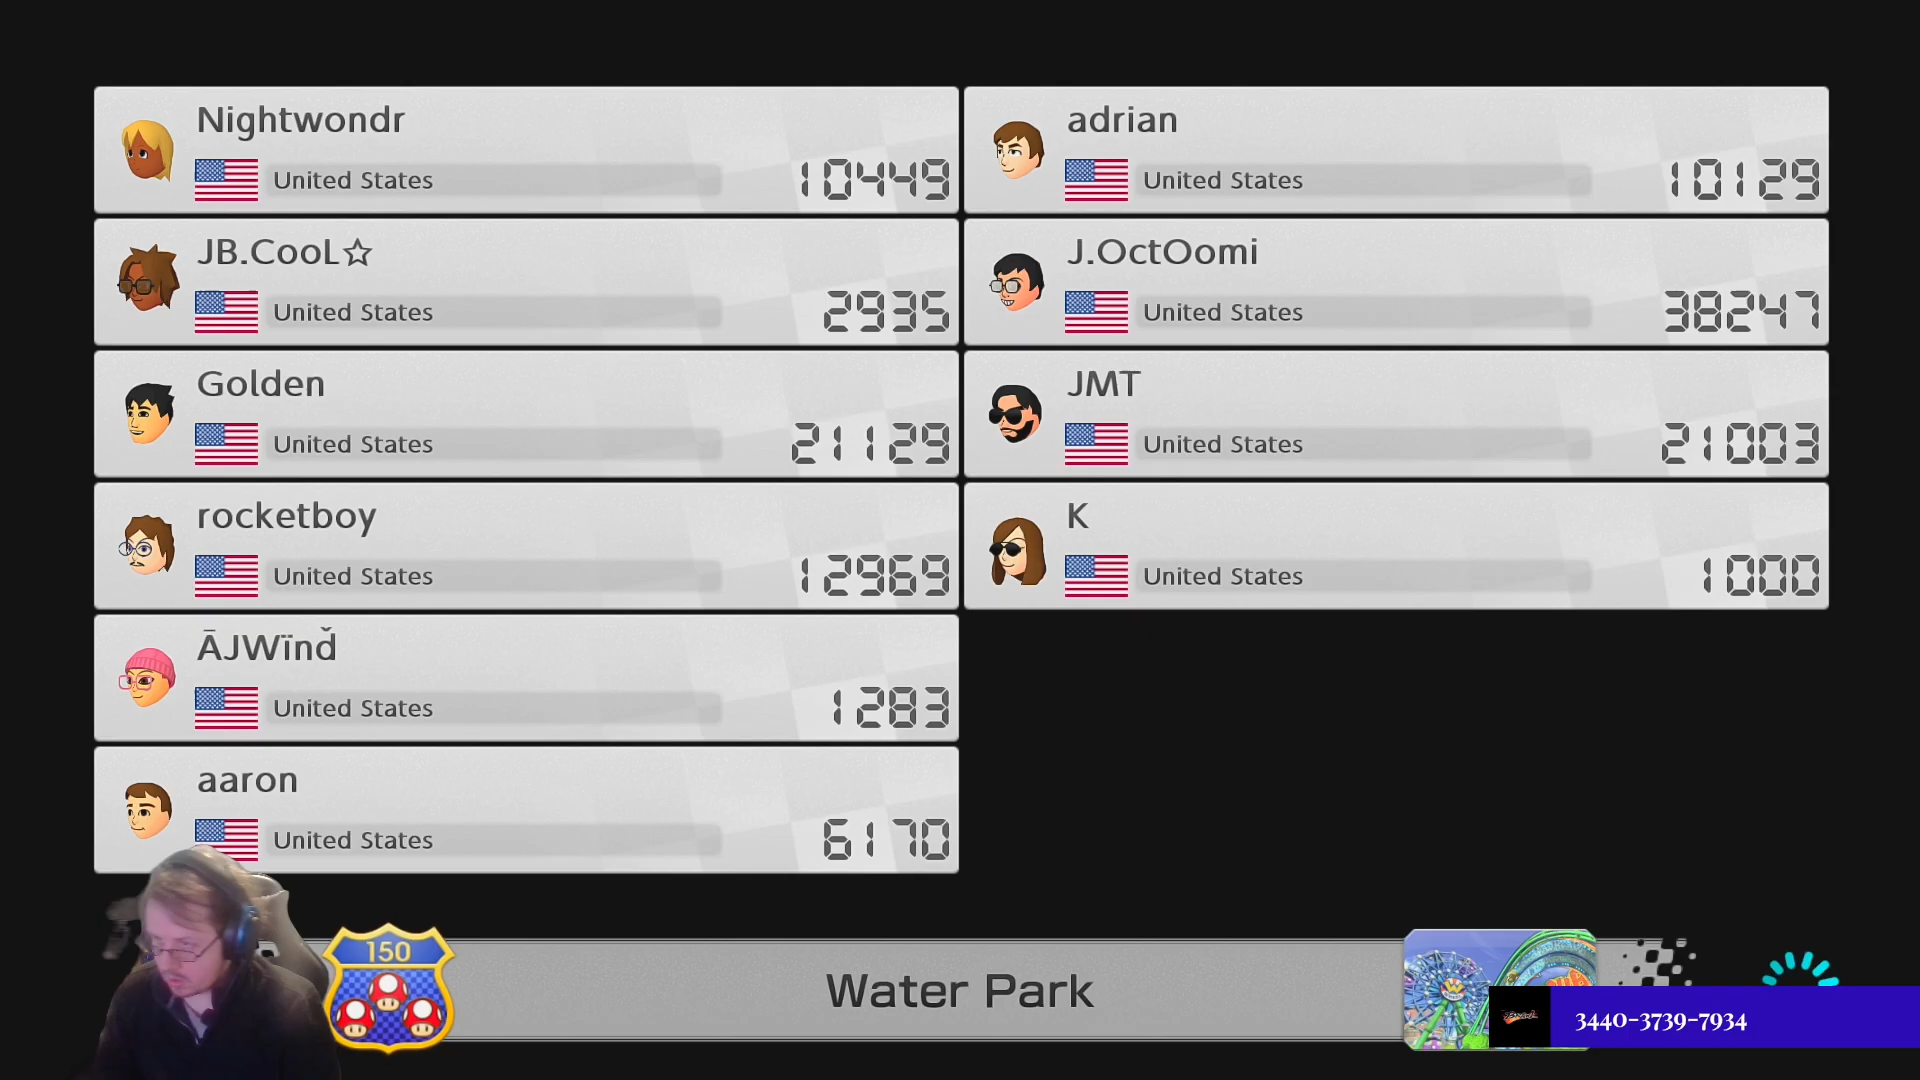 Nightwondr
United States 10449
JB.CooL☆
United States 2935
Golden
United States 21129
rocketboy
United States 12969
ĀJWïnď
United States 1283
aaron
United States 6170
adrian
United States 10129
J.OctOomi
United States 38247
JMT
United States 21003
K
United States 1000
150
Water Park
3440-3739-7934